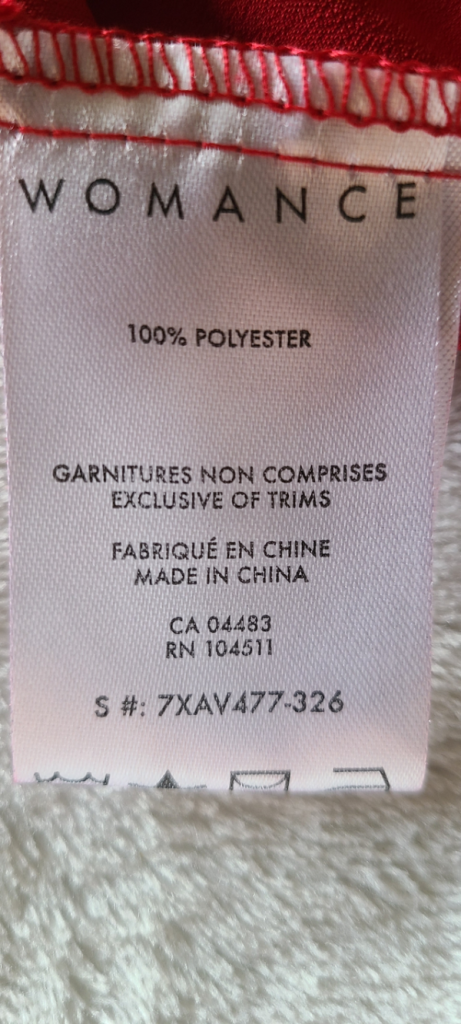 WOMANCE
100% POLYESTER
GARNITURES NON COMPRISES
EXCLUSIVE OF TRIMS
FABRIQUÉ EN CHINE
MADE IN CHINA
CA 04483
RN 104511
S #: 7XAV477-326